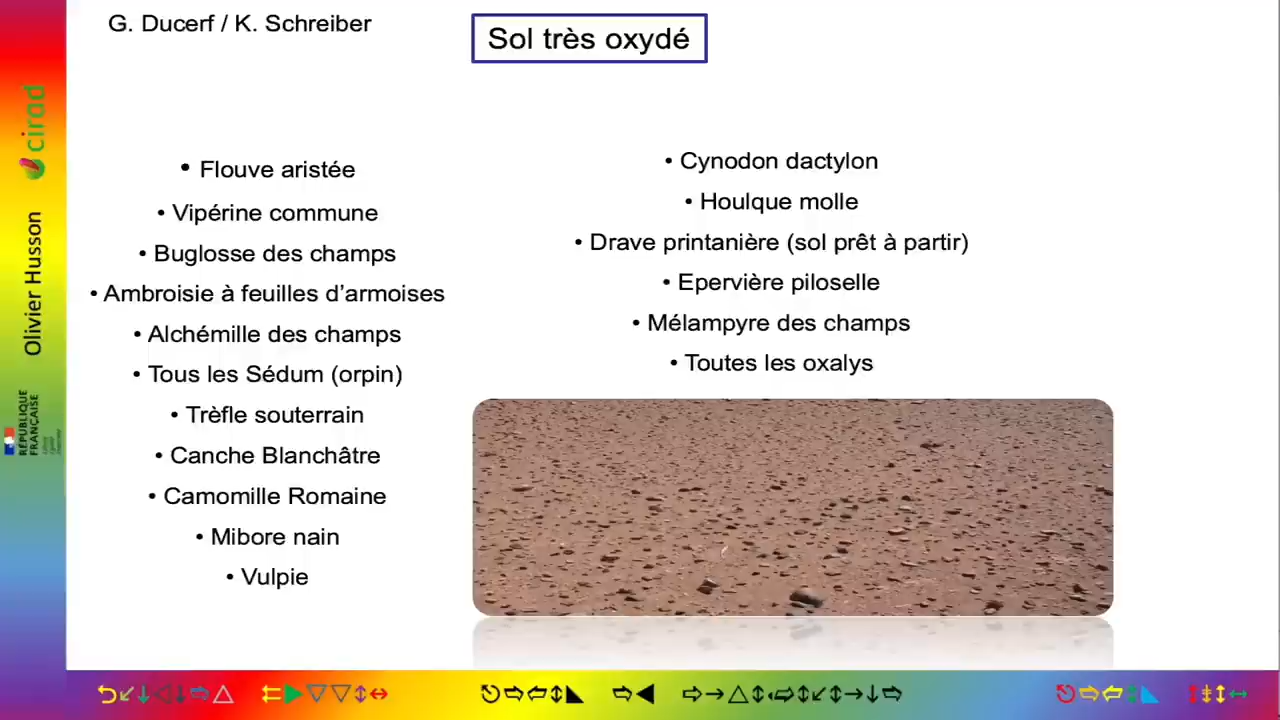 G. Ducerf / K. Schreiber
Sol très oxydé
• Flouve aristée
• Vipérine commune
• Buglosse des champs
• Ambroisie à feuilles d’armoises
• Alchémille des champs
• Tous les Sédum (orpin)
• Trèfle souterrain
• Canche Blanchâtre
• Camomille Romaine
• Mibore nain
• Vulpie
• Cynodon dactylon
• Houlque molle
• Drave printanière (sol prêt à partir)
• Epervière piloselle
• Mélampyre des champs
• Toutes les oxalys
cirad
Olivier Husson
RÉPUBLIQUE
FRANÇAISE